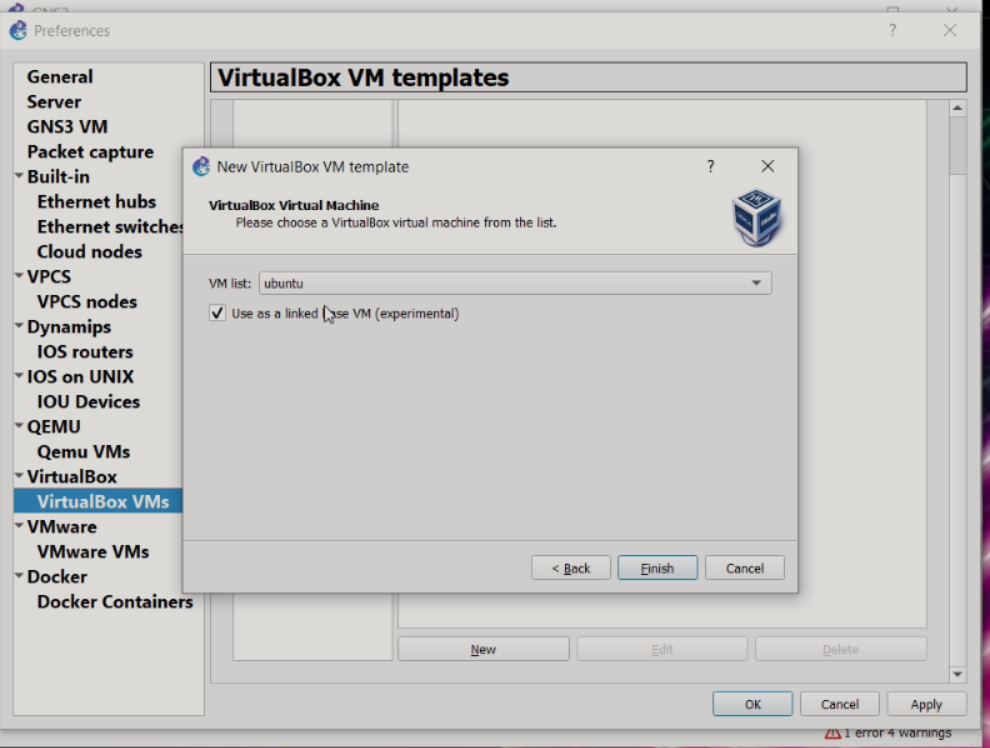 GNS3
Preferences
?
General
Server
GNS3 VM
Packet capture
Built-in
Ethernet hubs
Ethernet switches
Cloud nodes
VPCS
VPCS nodes
Dynamips
IOS routers
IOS on UNIX
IOU Devices
QEMU
Qemu VMs
VirtualBox
VirtualBox VMs
VMware
VMware VMs
Docker
Docker Containers
VirtualBox VM templates
New VirtualBox VM template
?
VirtualBox Virtual Machine
Please choose a VirtualBox virtual machine from the list.
VM list: ubuntu
Use as a linked base VM (experimental)
< Back Finish Cancel
New Edit Delete
OK Cancel Apply
1 error 4 warnings